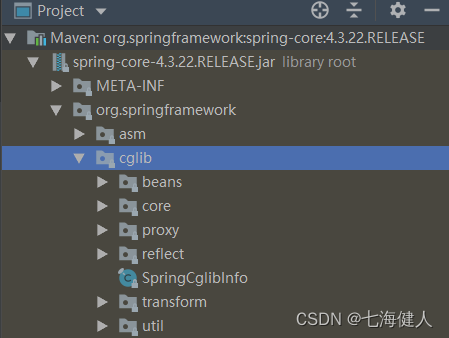 Project
Maven: org.springframework:spring-core:4.3.22.RELEASE
spring-core-4.3.22.RELEASE.jar library root
META-INF
org.springframework
asm
cglib
beans
core
proxy
reflect
SpringCglibInfo
transform
util
CSDN @七海健人